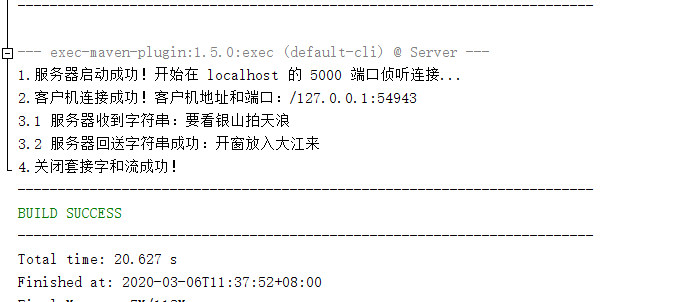 --- exec-maven-plugin:1.5.0:exec (default-cli) @ Server ---
1.服务器启动成功！开始在 localhost 的 5000 端口侦听连接...
2.客户机连接成功！客户机地址和端口：/127.0.0.1:54943
3.1 服务器收到字符串：要看银山拍天浪
3.2 服务器回送字符串成功：开窗放入大江来
4.关闭套接字和流成功！
------------------------------------------------------------------------
BUILD SUCCESS
------------------------------------------------------------------------
Total time: 20.627 s
Finished at: 2020-03-06T11:37:52+08:00